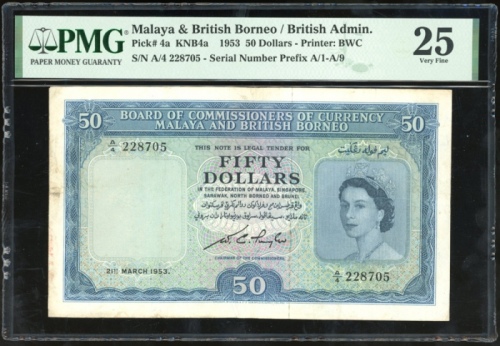 PMG
PAPER MONEY GUARANTY
Malaya & British Borneo / British Admin.
Pick# 4a KNB4a 1953 50 Dollars - Printer: BWC
S/N A/4 228705 - Serial Number Prefix A/1-A/9
25
Very Fine
50
BOARD OF COMMISSIONERS OF CURRENCY
MALAYA AND BRITISH BORNEO
50
A/4 228705
THIS NOTE IS LEGAL TENDER FOR
FIFTY
DOLLARS
IN THE FEDERATION OF MALAYA, SINGAPORE,
SARAWAK, NORTH BORNEO AND BRUNEI.
CHAIRMAN OF THE COMMISSIONERS
21ST MARCH 1953.
A/4 228705
50